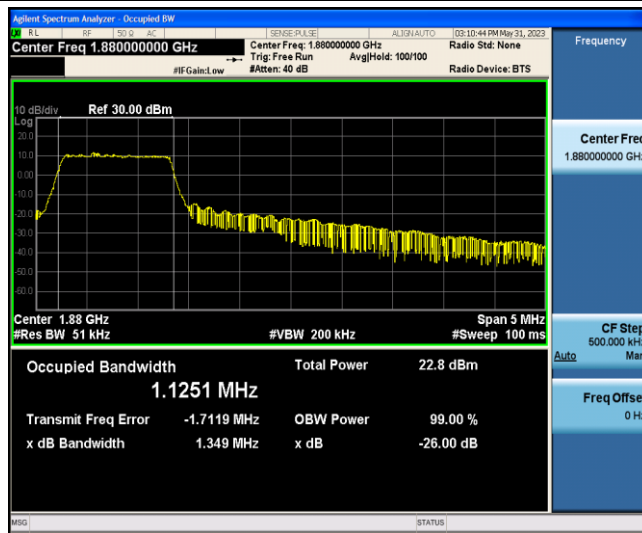 Agilent Spectrum Analyzer - Occupied BW
RL RF 50 Ω AC SENSE:PULSE ALIGNAUTO 03:10:44 PM May 31, 2023
Center Freq 1.880000000 GHz Center Freq: 1.880000000 GHz Radio Std: None
Trig: Free Run Avg|Hold: 100/100
#IFGain:Low #Atten: 40 dB Radio Device: BTS
Frequency
10 dB/div Ref 30.00 dBm
Log
20.0
10.0
0.00
-10.0
-20.0
-30.0
-40.0
-50.0
-60.0
Center 1.88 GHz Span 5 MHz
#Res BW 51 kHz #VBW 200 kHz #Sweep 100 ms
Occupied Bandwidth Total Power 22.8 dBm
1.1251 MHz
Transmit Freq Error -1.7119 MHz OBW Power 99.00 %
x dB Bandwidth 1.349 MHz x dB -26.00 dB
Center Freq
1.880000000 GHz
CF Step
500.000 kHz
Auto Man
Freq Offset
0 Hz
MSG STATUS